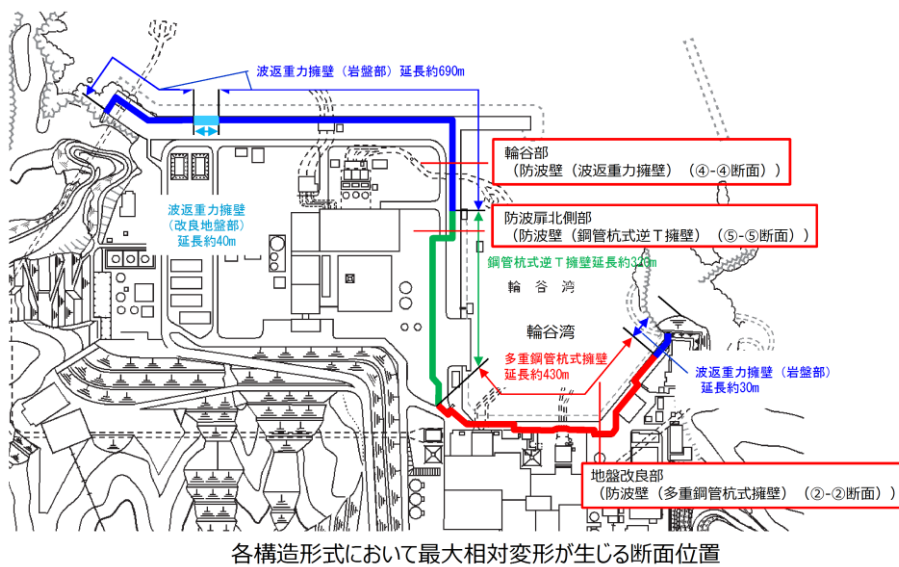 波返重力擁壁（岩盤部）延長約690m
輪谷部
（防波壁（波返重力擁壁）（④-④断面））
波返重力擁壁
（改良地盤部）
延長約40m
防波扉北側部
（防波壁（鋼管杭式逆T擁壁）（⑤-⑤断面））
鋼管杭式逆T擁壁延長約320m
輪谷湾
輪谷湾
多重鋼管杭式擁壁
延長約430m
波返重力擁壁（岩盤部）
延長約30m
地盤改良部
（防波壁（多重鋼管杭式擁壁）（②-②断面））
各構造形式において最大相対変形が生じる断面位置